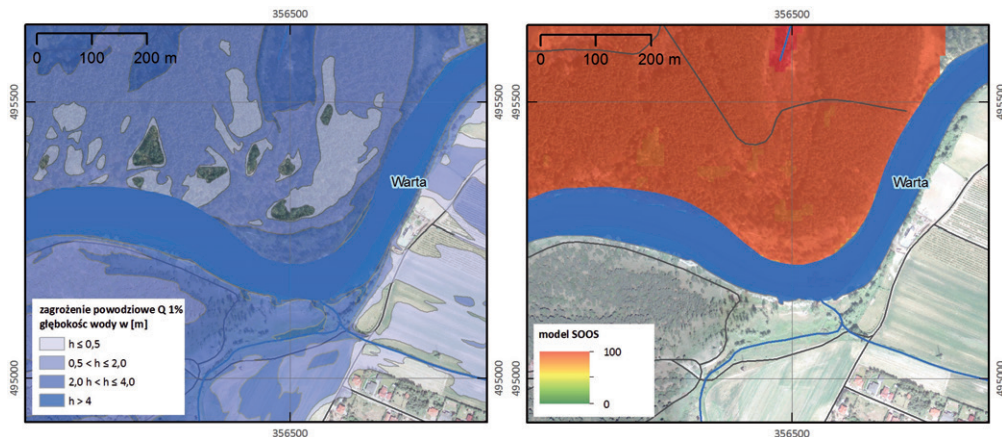 356500
0 100 200 m
495500
Warta
zagrożenie powodziowe Q 1%
głębokośc wody w [m]
h ≤ 0,5
0,5 < h ≤ 2,0
2,0 h < h ≤ 4,0
h > 4
495000
356500
356500
0 100 200 m
495500
Warta
model SOOS
100
0
495000
356500